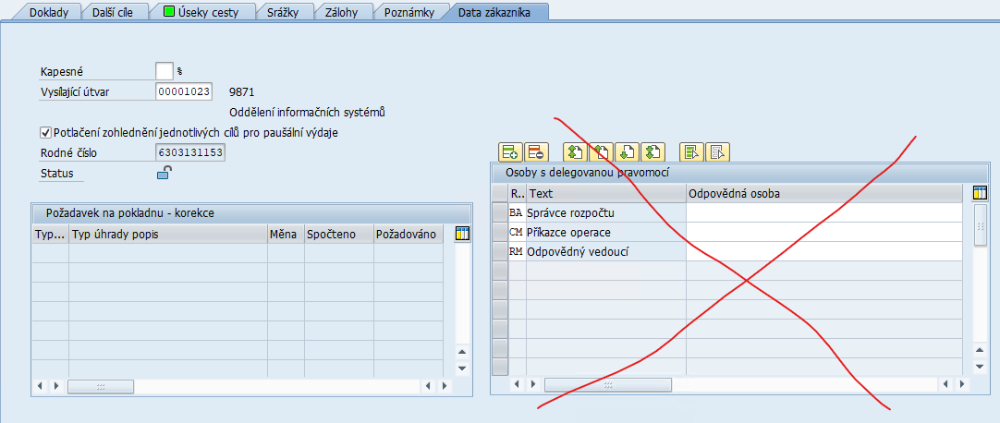 Doklady Další cíle Úseky cesty Srážky Zálohy Poznámky Data zákazníka
Kapesné %
Vysílající útvar 00001023 9871
Oddělení informačních systémů
Potlačení zohlednění jednotlivých cílů pro paušální výdaje
Rodné číslo 6303131153
Status
Požadavek na pokladnu - korekce
Typ... Typ úhrady popis Měna Spočteno Požadováno
Osoby s delegovanou pravomocí
R.. Text Odpovědná osoba
BA Správce rozpočtu
CM Příkazce operace
RM Odpovědný vedoucí